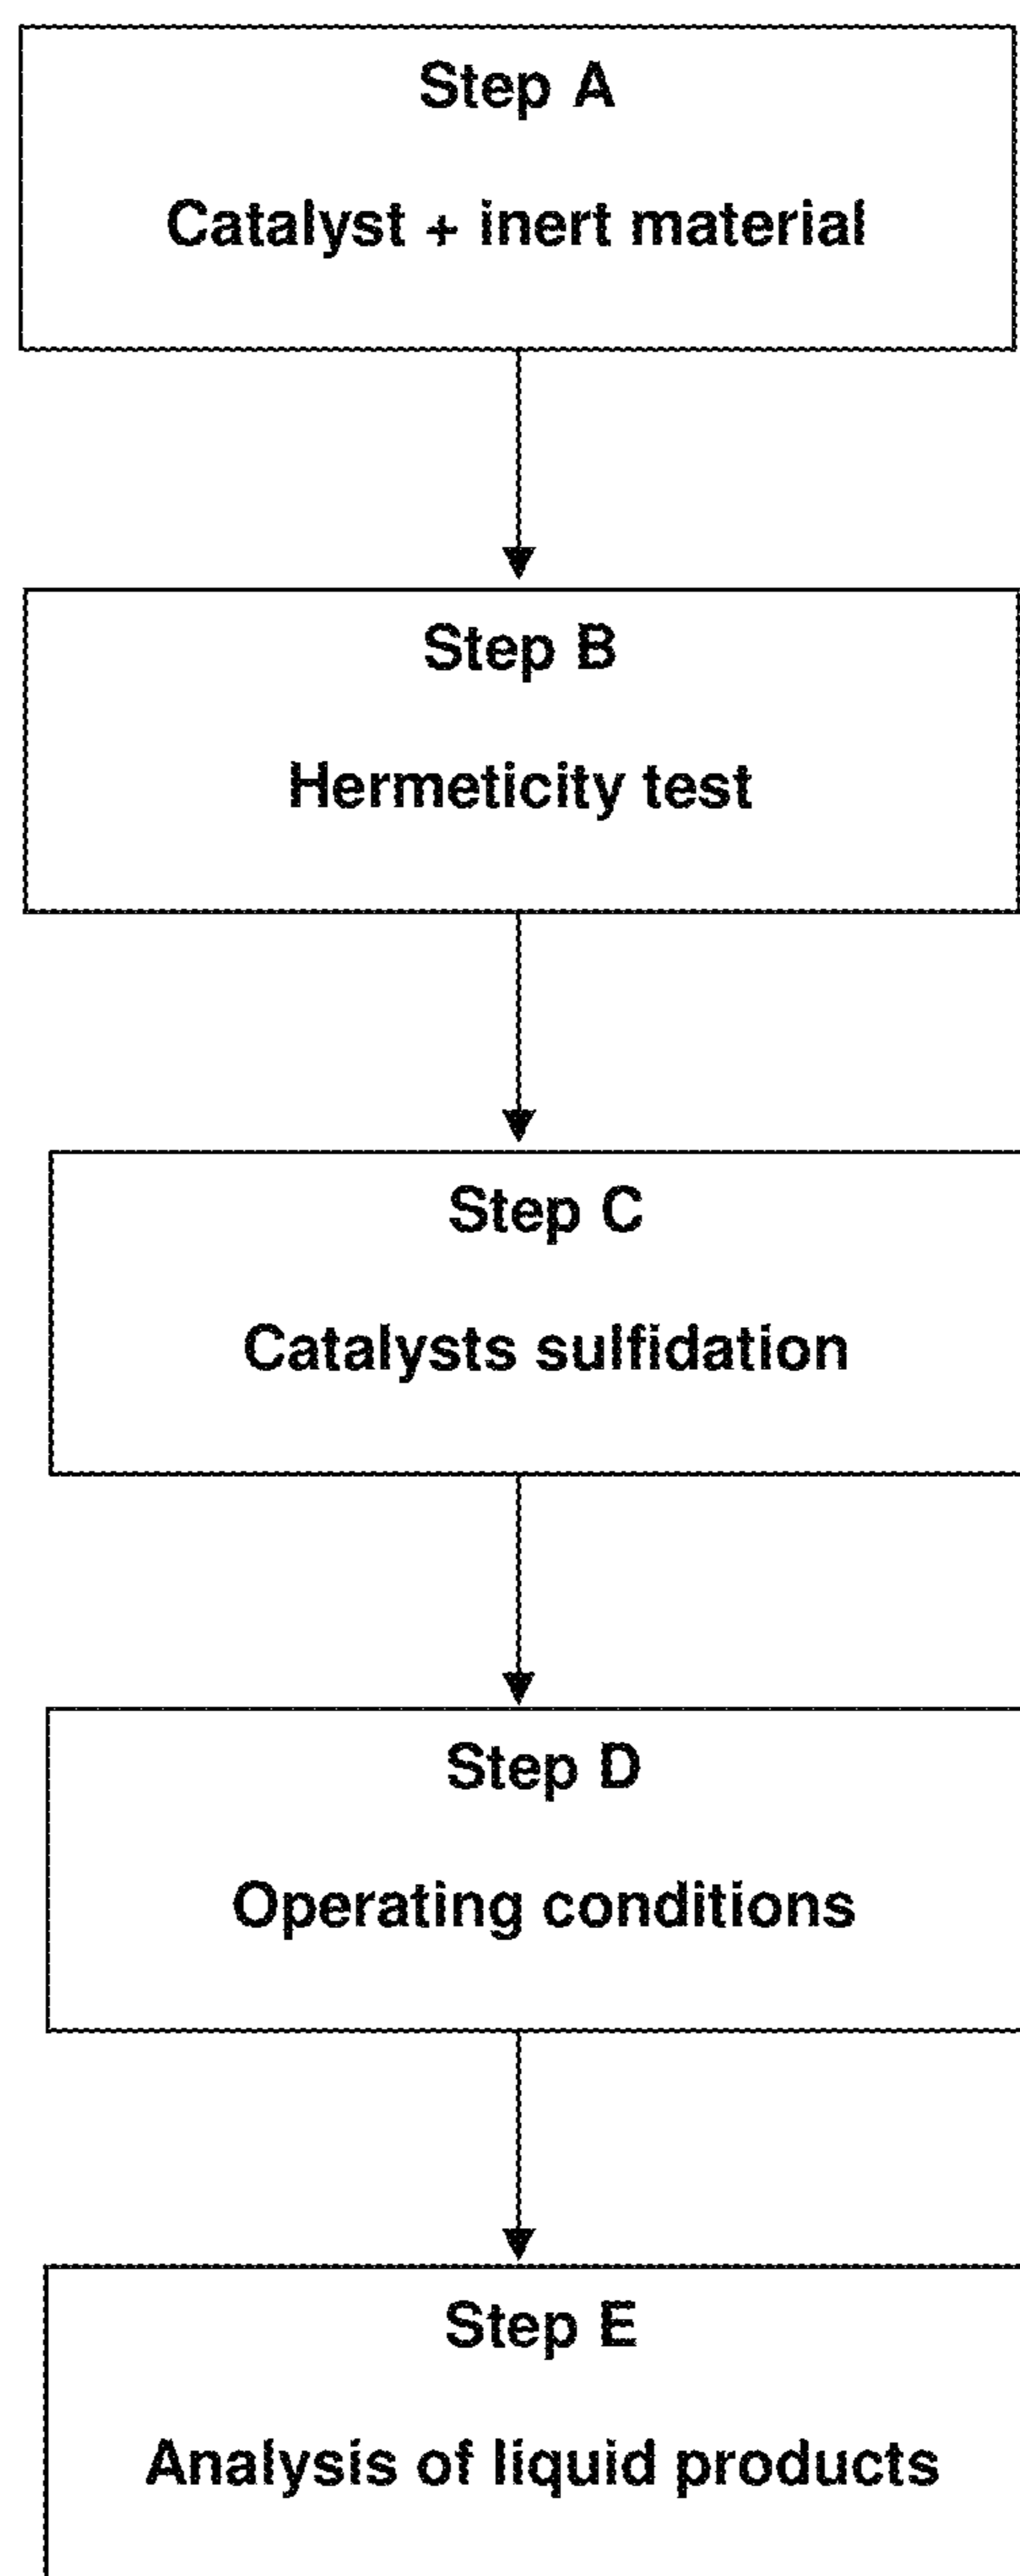 Step A
Catalyst + inert material
Step B
Hermeticity test
Step C
Catalysts sulfidation
Step D
Operating conditions
Step E
Analysis of liquid products